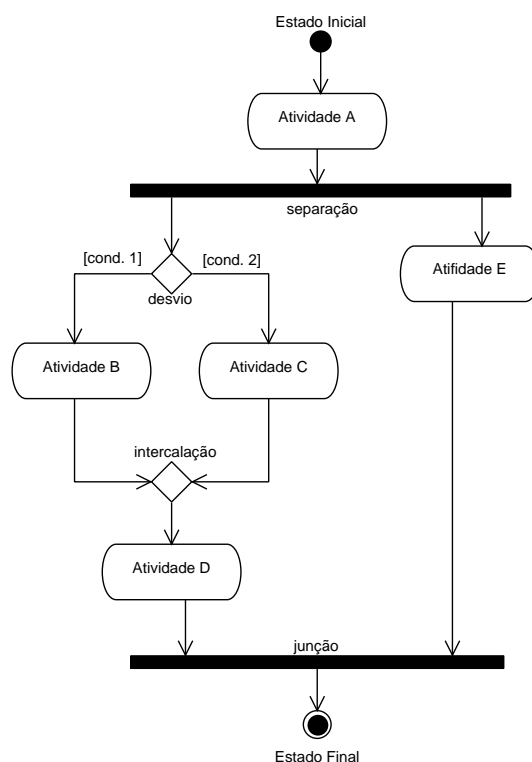 Estado Inicial
Atividade A
separação
[cond. 1]
[cond. 2]
desvio
Atifidade E
Atividade B
Atividade C
intercalação
Atividade D
junção
Estado Final